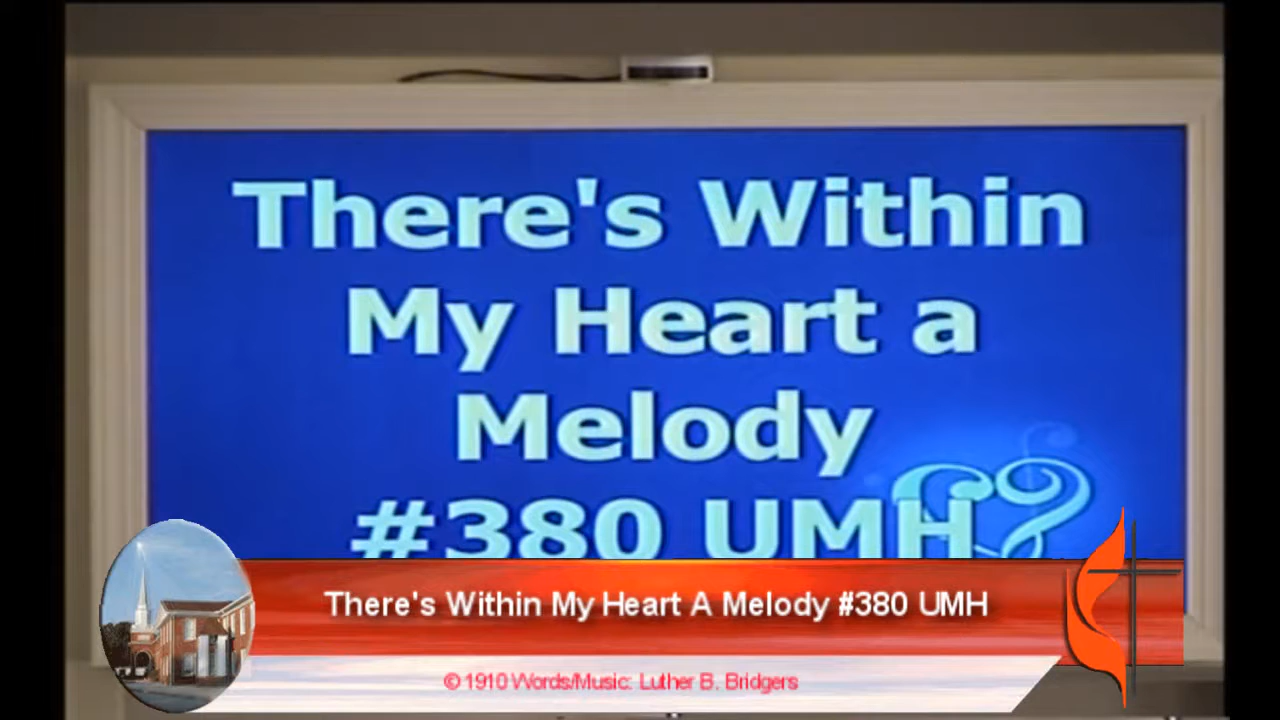 There's Within
My Heart a
Melody
#380 UMH
There's Within My Heart A Melody #380 UMH
© 1910 Words/Music: Luther B. Bridgers